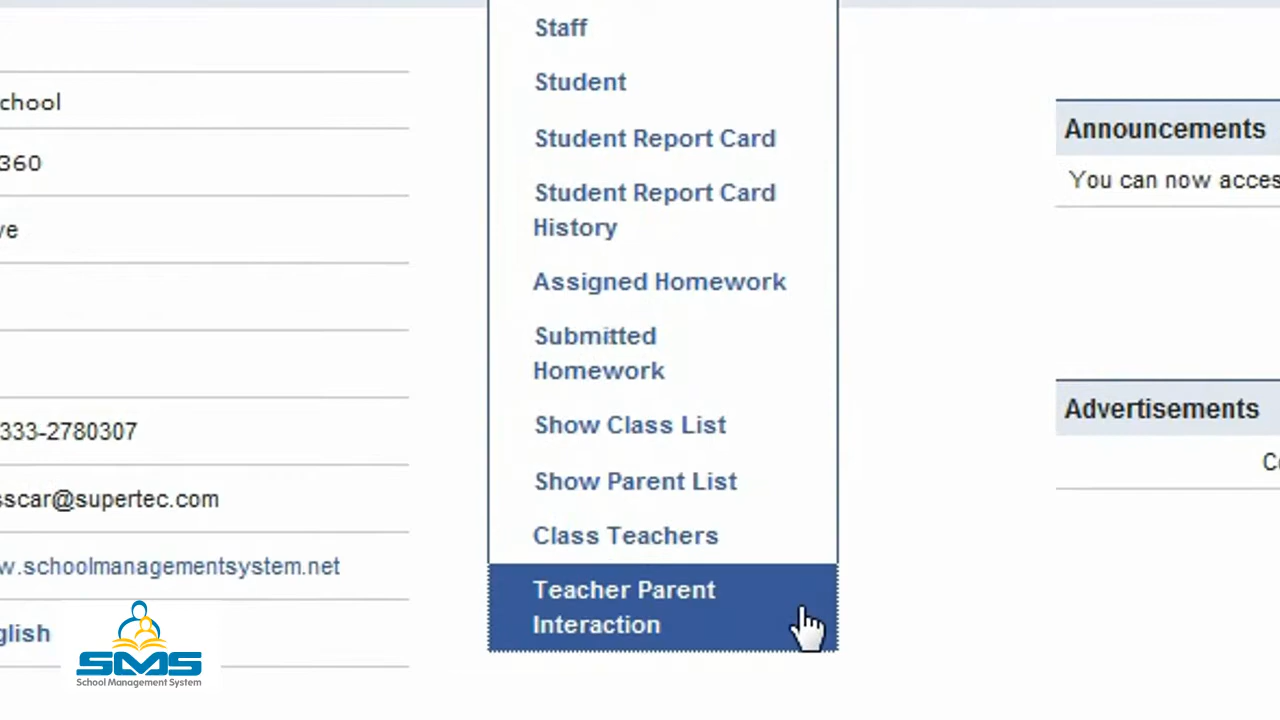 chool
360
ve
333-2780307
sscar@supertec.com
w.schoolmanagementsystem.net
glish
SMS
School Management System
Staff
Student
Student Report Card
Student Report Card
History
Assigned Homework
Submitted
Homework
Show Class List
Show Parent List
Class Teachers
Teacher Parent
Interaction
Announcements
You can now acces
Advertisements
Co